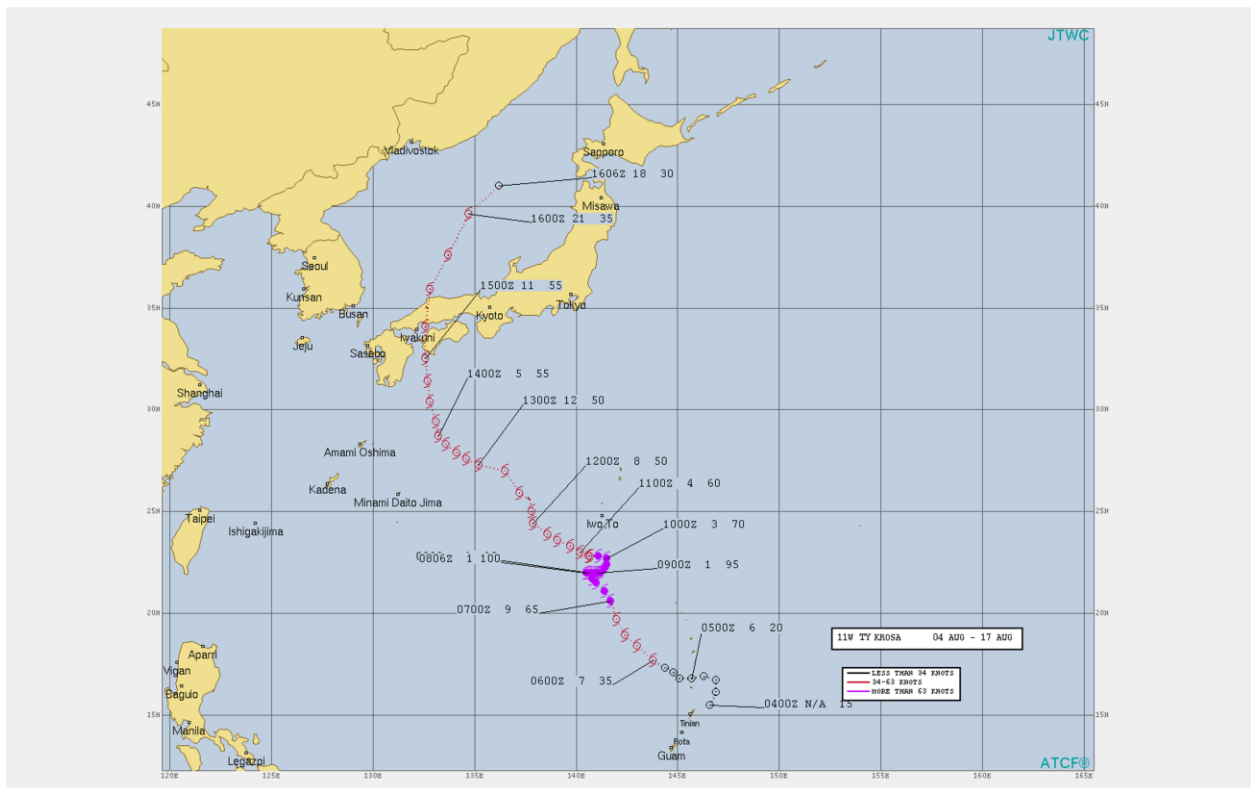 JTWC
45N
45N
Vladivostok
Sapporo
1606Z 18 30
Misawa
40N
40N
1600Z 21 35
Seoul
1500Z 11 55
Kunsan
Tokyo
35N
35N
Busan
Kyoto
Iwakuni
Jeju
Sasebo
1400Z 5 55
Shanghai
1300Z 12 50
30N
30N
Amami Oshima
1200Z 8 50
Kadena
1100Z 4 60
Minami Daito Jima
Taipei
Iwo To
1000Z 3 70
Ishigakijima
0806Z 1 100
0900Z 1 95
0700Z 9 65
20N
20N
0500Z 6 20
11W TY KROSA 04 AUG - 17 AUG
Aparri
Vigan
0600Z 7 35
LESS THAN 34 KNOTS
34-63 KNOTS
MORE THAN 63 KNOTS
Baguio
0400Z N/A 15
15N
15N
Tinian
Manila
Rota
Guam
Legazpi
ATCF®
120E
125E
130E
135E
140E
145E
150E
155E
160E
165E